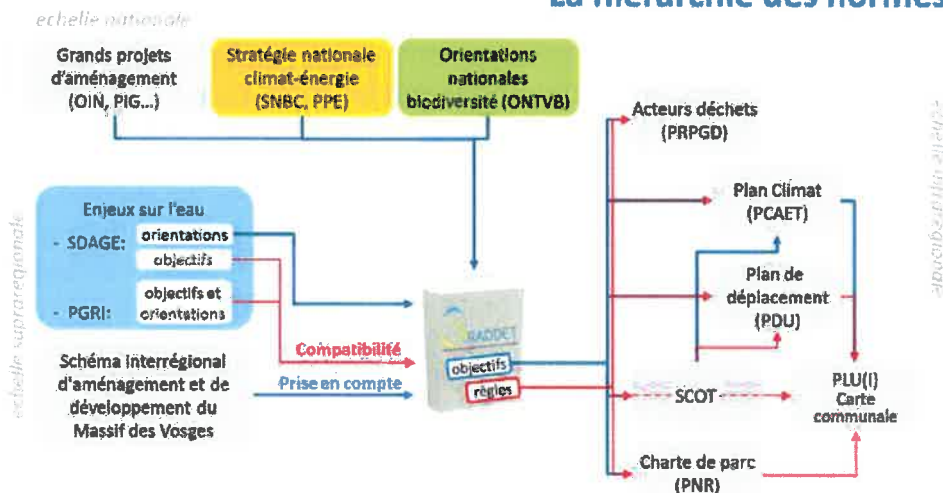 La hiérarchie des normes
echelle nationale
Grands projets
d'aménagement
(OIN, PIG...)
Stratégie nationale
climat-énergie
(SNBC, PPE)
Orientations
nationales
biodiversité (ONTVB)
echelle supraregionale
Enjeux sur l'eau
- SDAGE:
orientations
objectifs
- PGRI:
objectifs et
orientations
Schéma interrégional
d'aménagement et de
développement du
Massif des Vosges
Compatibilité
Prise en compte
SRADDET
objectifs
règles
Acteurs déchets
(PRPGD)
Plan Climat
(PCAET)
Plan de
déplacement
(PDU)
SCOT
Charte de parc
(PNR)
PLU(I)
Carte
communale
echelle infraregionale